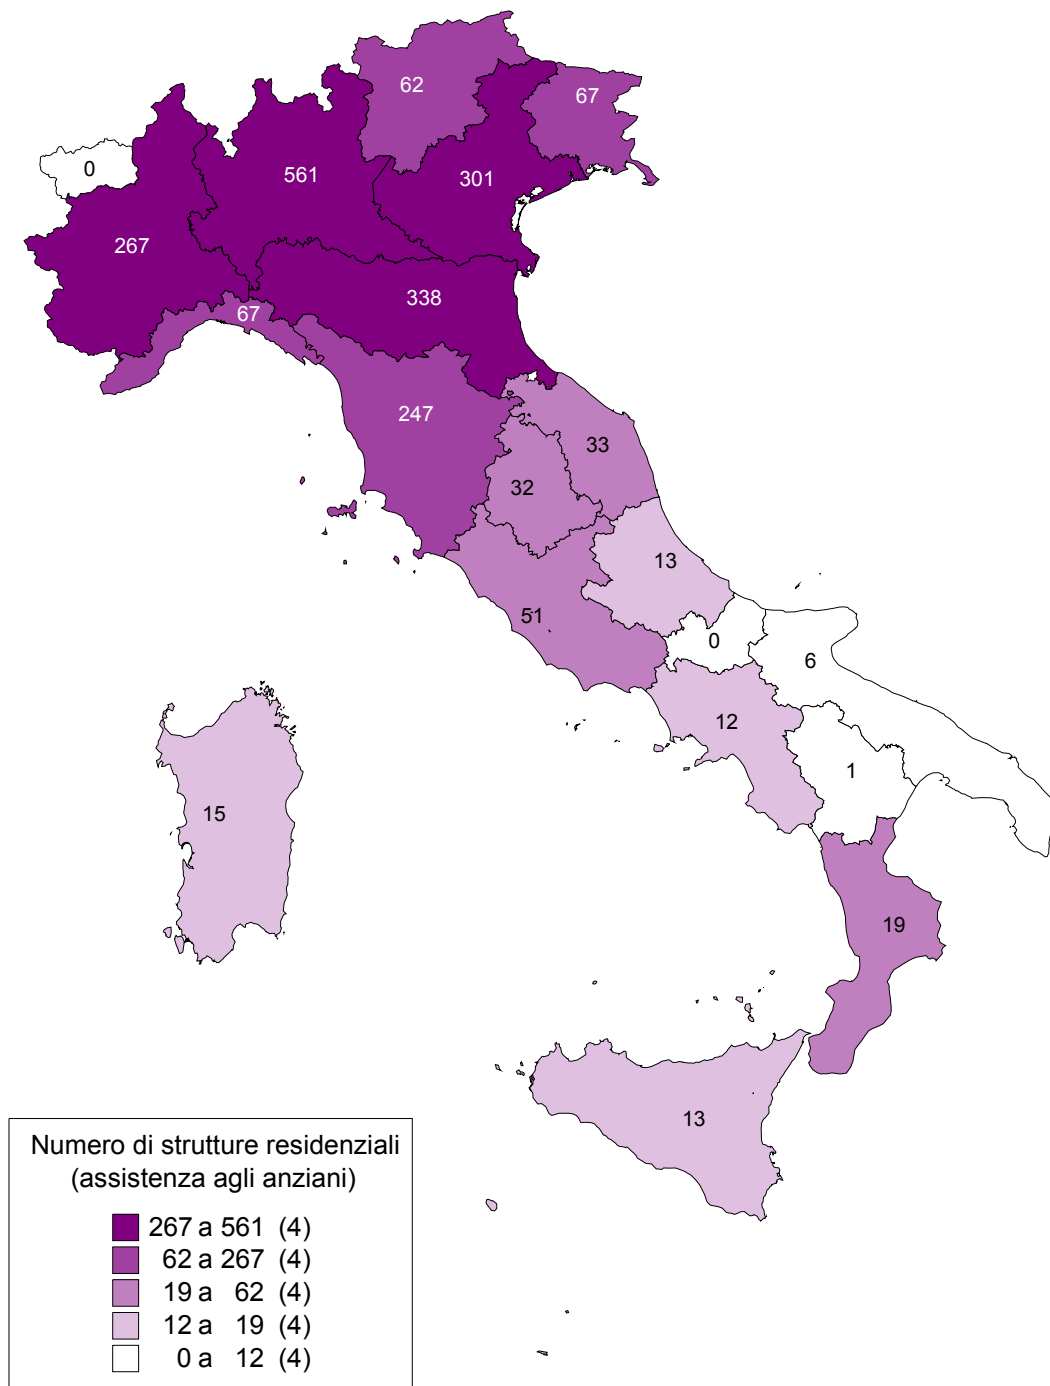 62
67
0
561
301
267
338
67
247
33
32
13
51
0
6
12
1
15
19
13
Numero di strutture residenziali
(assistenza agli anziani)
267 a 561 (4)
62 a 267 (4)
19 a 62 (4)
12 a 19 (4)
0 a 12 (4)